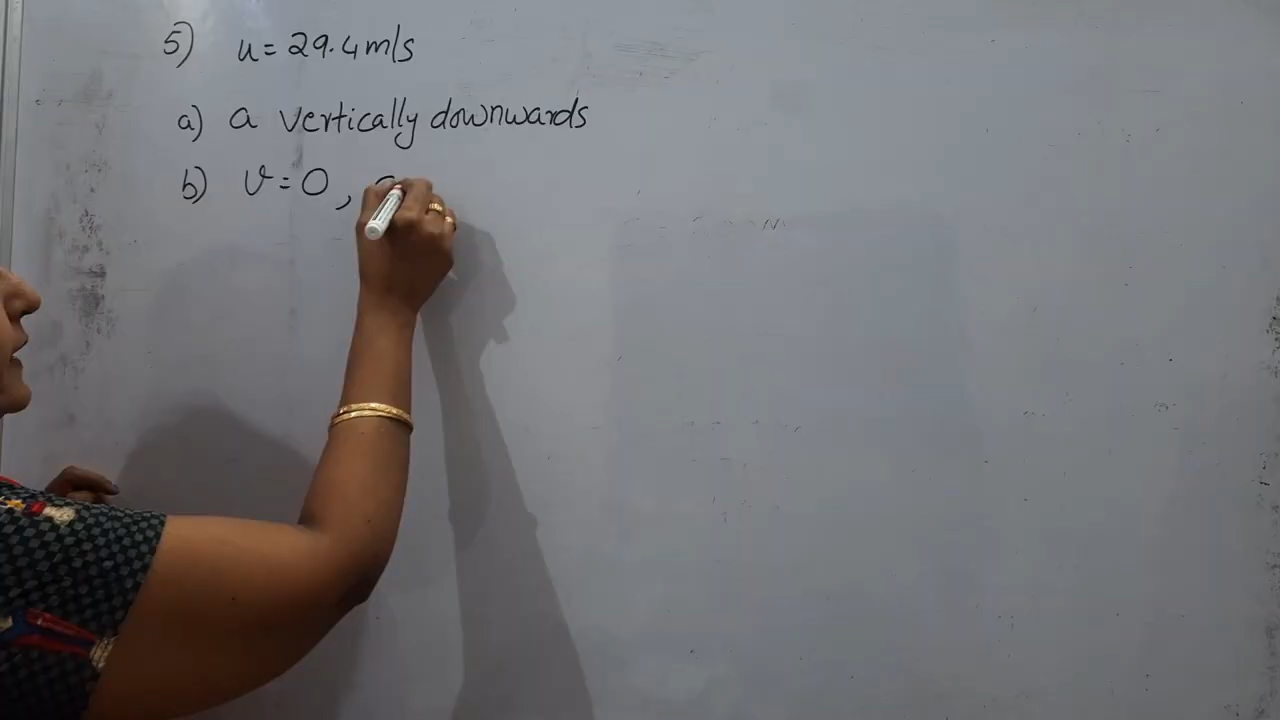 5) u = 29.4 m/s
a) a vertically downwards
b) v = 0 ,